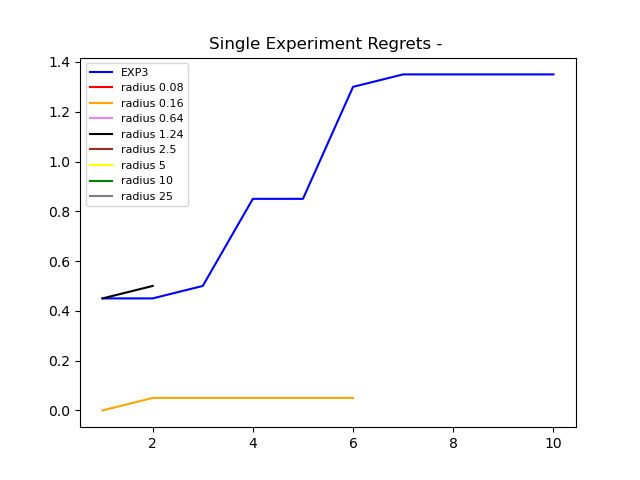 Single Experiment Regrets -
1.4
1.2
1.0
0.8
0.6
0.4
0.2
0.0
EXP3
radius 0.08
radius 0.16
radius 0.64
radius 1.24
radius 2.5
radius 5
radius 10
radius 25
2 4 6 8 10